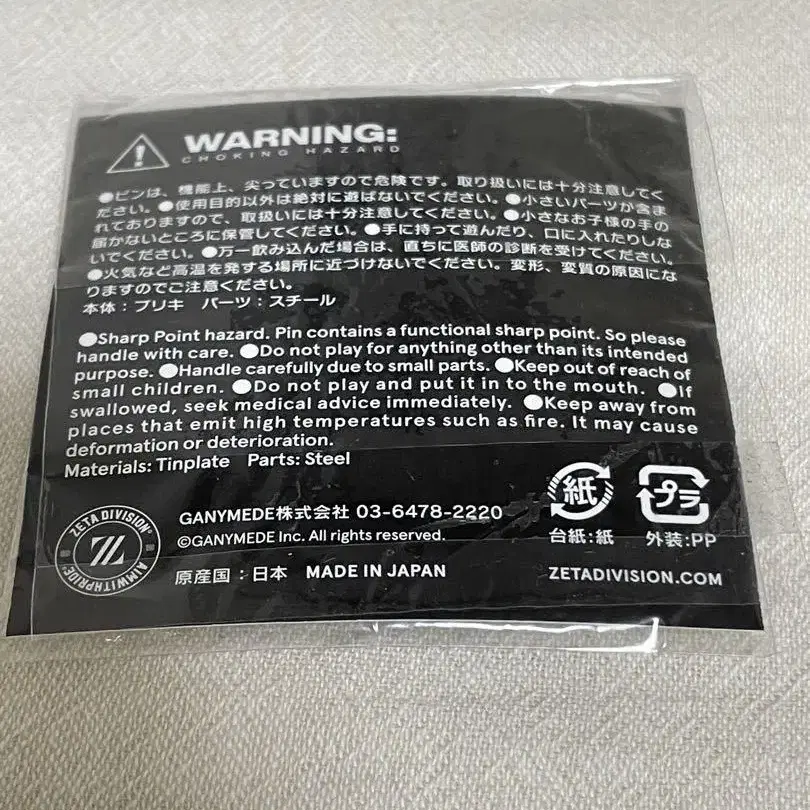 WARNING:
CHOKING HAZARD
●ピンは、機能上、尖っていますので危険です。取り扱いには十分注意してく
ださい。●使用目的以外は絶対に遊ばないでください。●小さいパーツが含ま
れておりますので、取扱いには十分注意してください。●小さなお子様の手の
届かないところに保管してください。●手に持って遊んだり、口に入れたりしな
いでください。●万一飲み込んだ場合は、直ちに医師の診断を受けてください。
●火気など高温を発する場所に近づけないでください。変形、変質の原因にな
りますのでご注意ください。
本体：ブリキ　パーツ：スチール
●Sharp Point hazard. Pin contains a functional sharp point. So please
handle with care. ●Do not play for anything other than its intended
purpose. ●Handle carefully due to small parts. ●Keep out of reach of
small children. ●Do not play and put it in to the mouth. ●If
swallowed, seek medical advice immediately. ●Keep away from
places that emit high temperatures such as fire. It may cause
deformation or deterioration.
Materials: Tinplate Parts: Steel
ZETA DIVISION®
AIMWITHPRIDE®
GANYMEDE株式会社 03-6478-2220
©GANYMEDE Inc. All rights reserved.
原産国：日本 MADE IN JAPAN
紙
台紙：紙
プラ
外装：PP
ZETADIVISION.COM